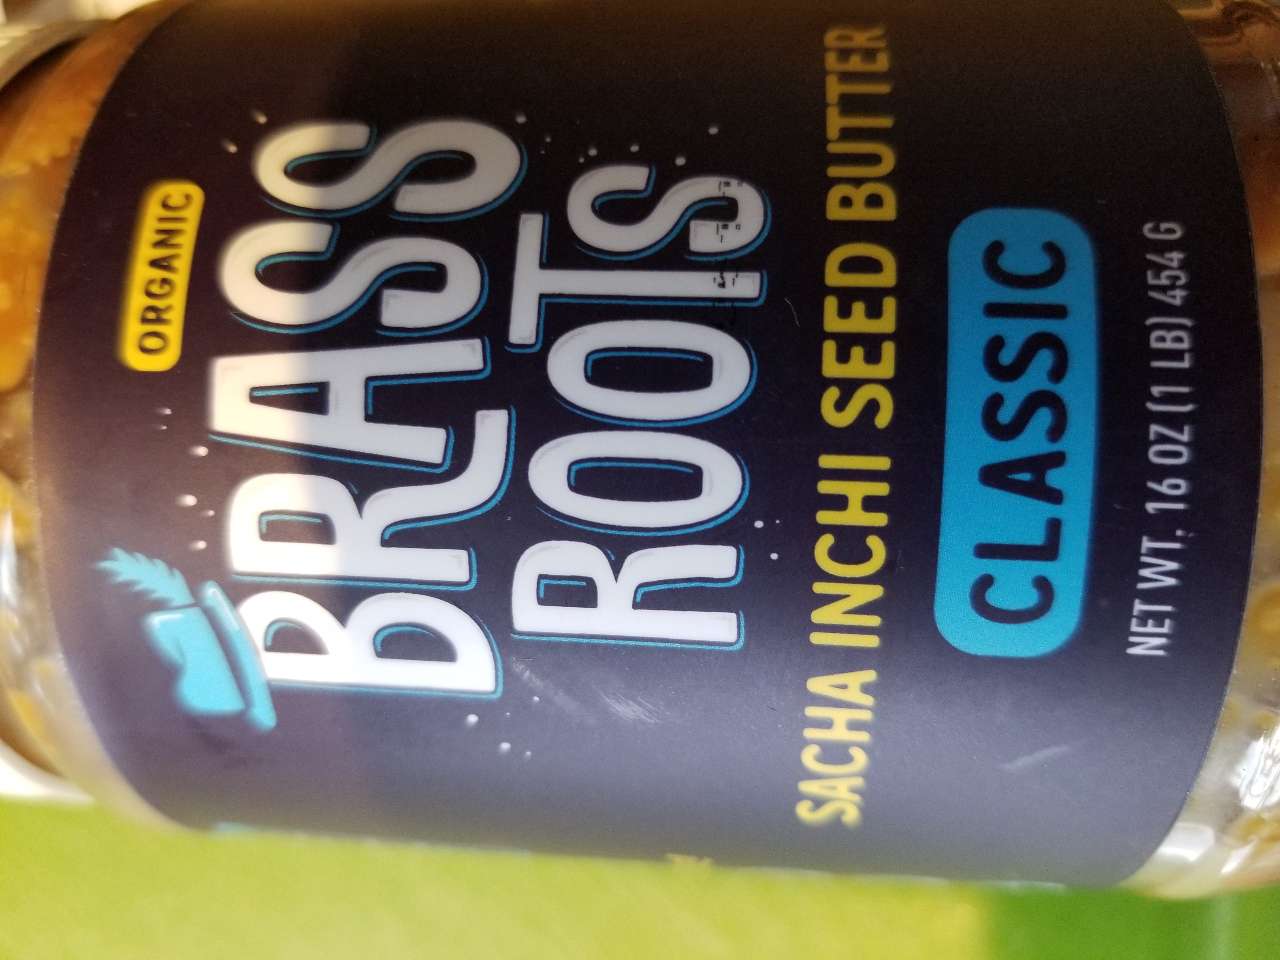 ORGANIC
BRASS
ROOTS
SACHA INCHI SEED BUTTER
CLASSIC
NET WT. 16 OZ (1 LB) 454 G